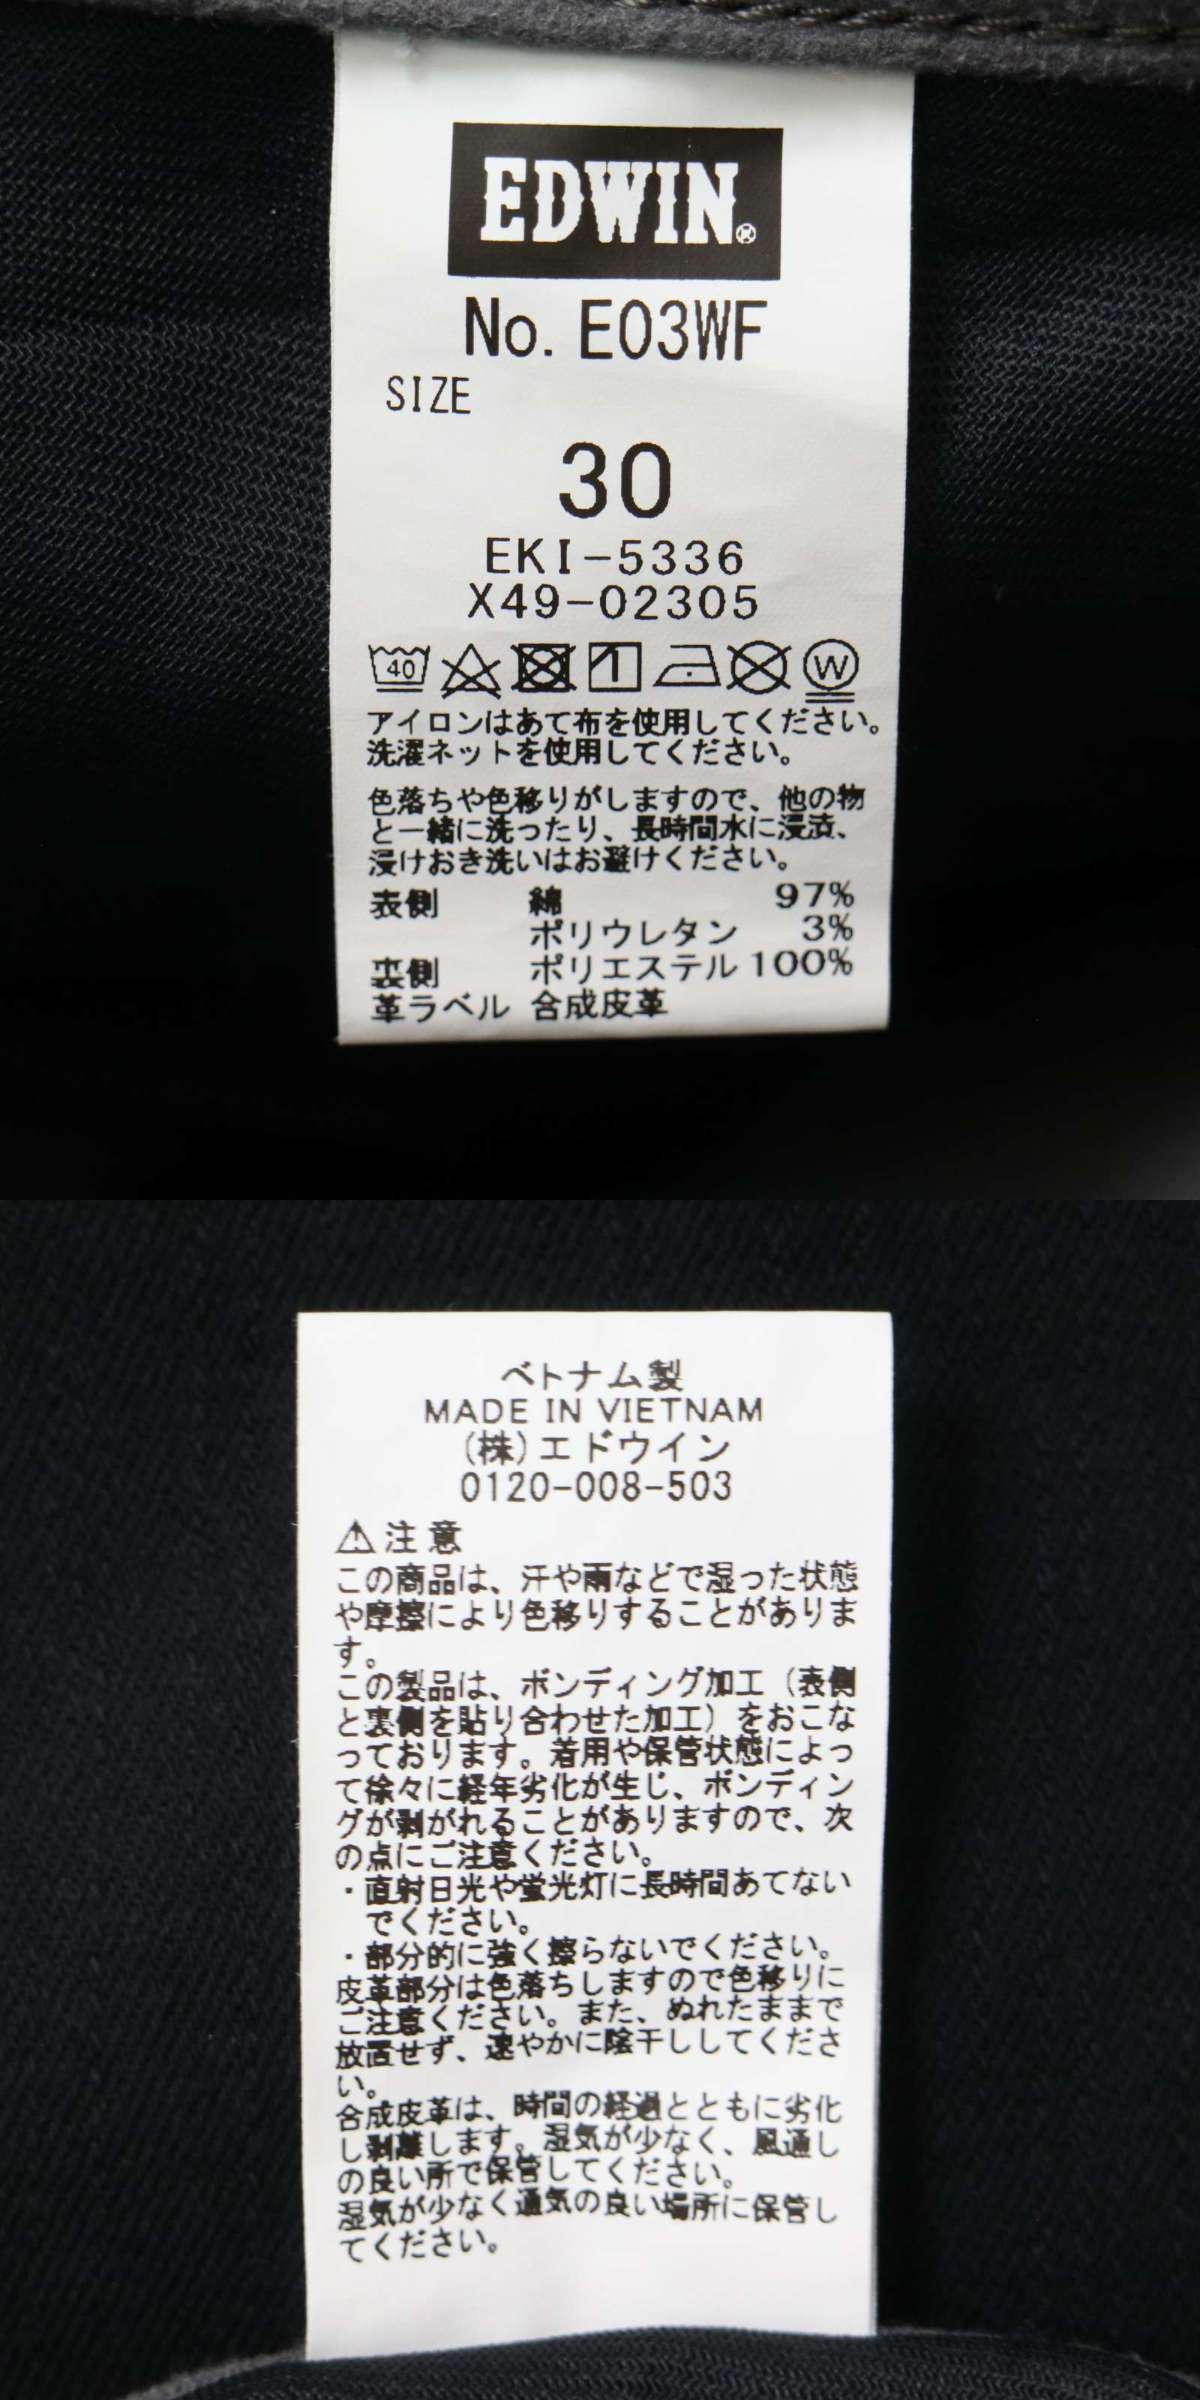 EDWIN®
No. E03WF
SIZE
30
EKI-5336
X49-02305
40 1 W
アイロンはあて布を使用してください。
洗濯ネットを使用してください。
色落ちや色移りがしますので、他の物
と一緒に洗ったり、長時間水に浸漬、
浸けおき洗いはお避けください。
表側 綿 97%
ポリウレタン 3%
裏側 ポリエステル 100%
革ラベル 合成皮革
ベトナム製
MADE IN VIETNAM
(株)エドウイン
0120-008-503
⚠注意
この商品は、汗や雨などで湿った状態
や摩擦により色移りすることがありま
す。
この製品は、ボンディング加工(表側
と裏側を貼り合わせた加工)をおこな
っております。着用や保管状態によっ
て徐々に経年劣化が生じ、ボンディン
グが剥がれることがありますので、次
の点にご注意ください。
・直射日光や蛍光灯に長時間あてない
でください。
・部分的に強く擦らないでください。
皮革部分は色落ちしますので色移りに
ご注意ください。また、ぬれたままで
放置せず、速やかに陰干ししてくださ
い。
合成皮革は、時間の経過とともに劣化
し剥離します。湿気が少なく、風通し
の良い所で保管してください。
湿気が少なく通気の良い場所に保管し
てください。